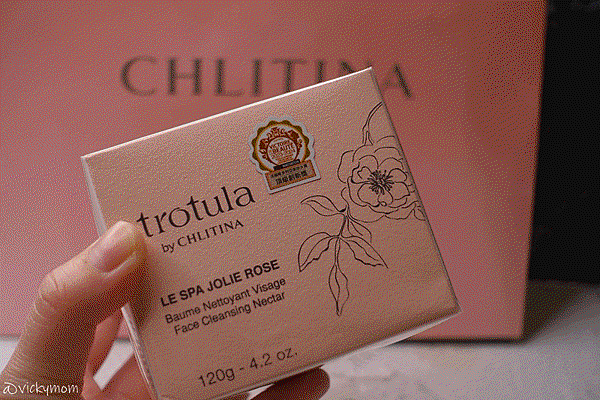 CHLITINA
trotula
by CHLITINA
LE SPA JOLIE ROSE
Baume Nettoyant Visage
Face Cleansing Nectar
120g - 4.2 oz.
@vickymom